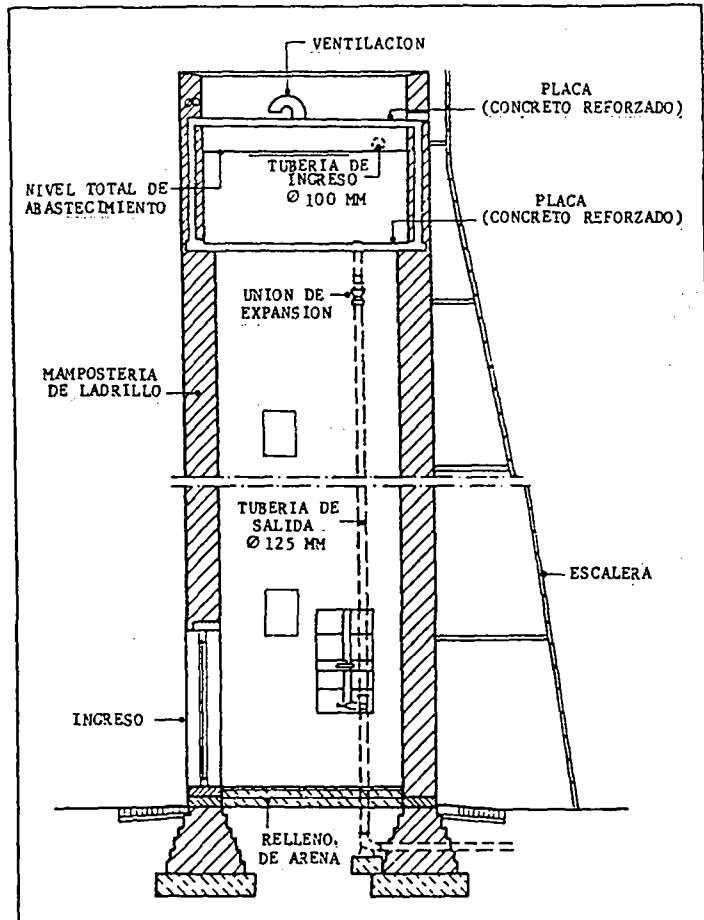 VENTILACION
PLACA
(CONCRETO REFORZADO)
TUBERIA DE
INGRESO
Ø 100 MM
NIVEL TOTAL DE
ABASTECIMIENTO
PLACA
(CONCRETO REFORZADO)
UNION DE
EXPANSION
MAMPOSTERIA
DE LADRILLO
TUBERIA DE
SALIDA
Ø 125 MM
ESCALERA
INGRESO
RELLENO
DE ARENA